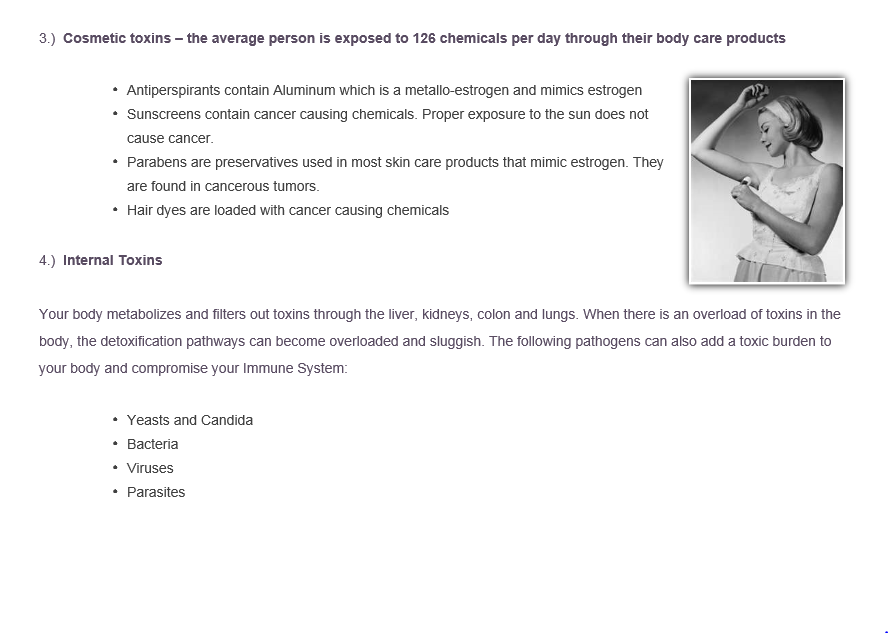 3.) Cosmetic toxins – the average person is exposed to 126 chemicals per day through their body care products
• Antiperspirants contain Aluminum which is a metallo-estrogen and mimics estrogen
• Sunscreens contain cancer causing chemicals. Proper exposure to the sun does not
cause cancer.
• Parabens are preservatives used in most skin care products that mimic estrogen. They
are found in cancerous tumors.
• Hair dyes are loaded with cancer causing chemicals
4.) Internal Toxins
Your body metabolizes and filters out toxins through the liver, kidneys, colon and lungs. When there is an overload of toxins in the
body, the detoxification pathways can become overloaded and sluggish. The following pathogens can also add a toxic burden to
your body and compromise your Immune System:
• Yeasts and Candida
• Bacteria
• Viruses
• Parasites